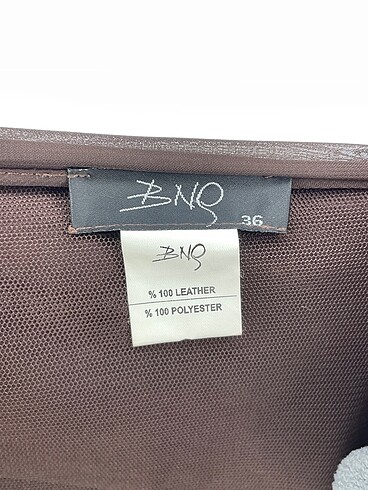 BNG
36
BNG
% 100 LEATHER
% 100 POLYESTER